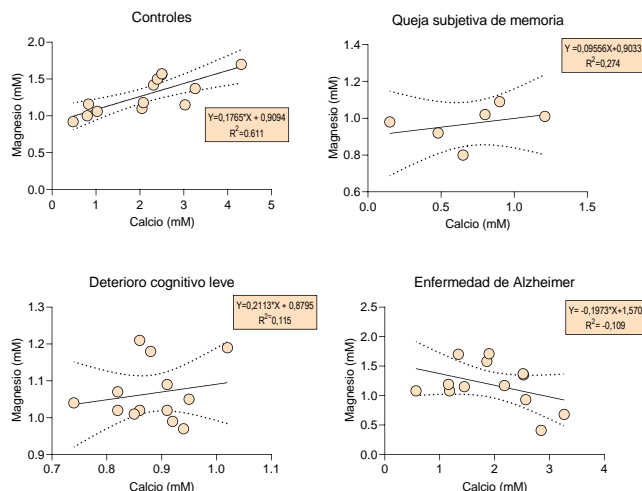 Controles
2.0
1.5
1.0
0.5
0.0
Magnesio (mM)
Y=0,1765*X + 0,9094
R²=0.611
0
1
2
3
4
5
Calcio (mM)
Queja subjetiva de memoria
1.4
1.2
1.0
0.8
0.6
Magnesio (mM)
Y =0,09556X+0,9033
R²=0,274
0.0
0.5
1.0
1.5
Calcio (mM)
Deterioro cognitivo leve
1.3
1.2
1.1
1.0
0.9
Magnesio (mM)
Y=0,2113*X + 0,8795
R²=0,115
0.7
0.8
0.9
1.0
1.1
Calcio (mM)
Enfermedad de Alzheimer
2.5
2.0
1.5
1.0
0.5
0.0
Magnesio (mM)
Y= -0,1973*X+1,570
R²= -0,109
0
1
2
3
4
Calcio (mM)